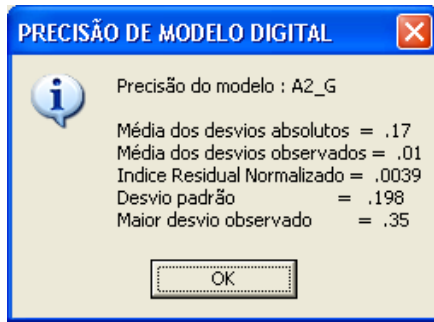 PRECISÃO DE MODELO DIGITAL
Precisão do modelo : A2_G
Média dos desvios absolutos = .17
Média dos desvios observados = .01
Indice Residual Normalizado = .0039
Desvio padrão = .198
Maior desvio observado = .35
OK